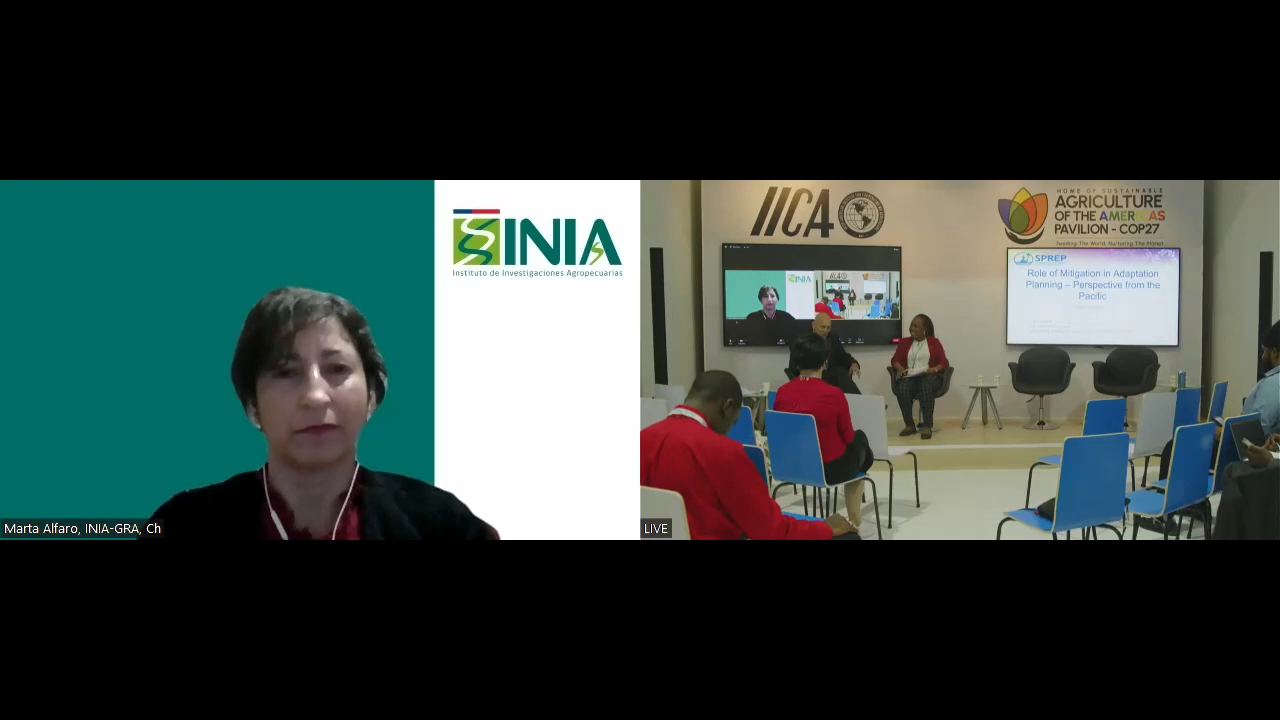 INIA
Instituto de Investigaciones Agropecuarias
Marta Alfaro, INIA-GRA, Ch
IICA
HOME OF SUSTAINABLE
AGRICULTURE
OF THE AMERICAS
PAVILION - COP27
Feeding The World, Nurturing The Planet
INIA
IICA
SPREP
Role of Mitigation in Adaptation
Planning – Perspective from the
Pacific
LIVE